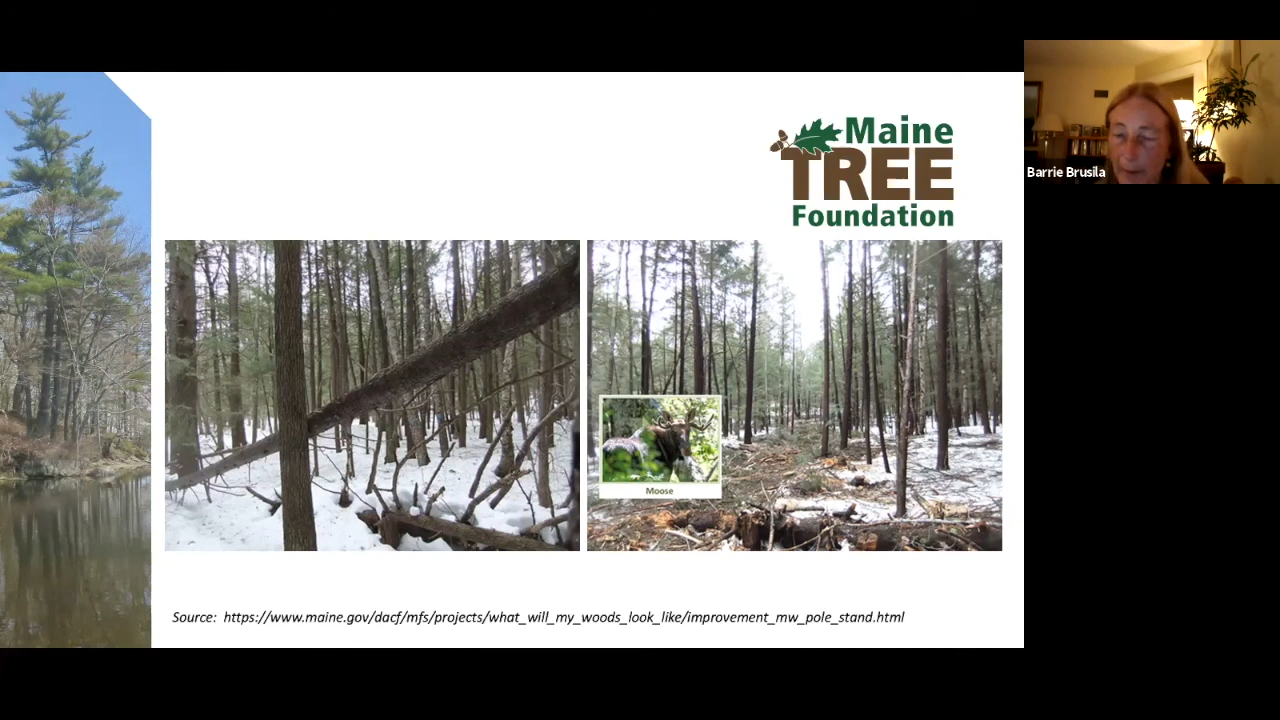 Maine
TREE
Foundation
Barrie Brusila
Moose
Source: https://www.maine.gov/dacf/mfs/projects/what_will_my_woods_look_like/improvement_mw_pole_stand.html